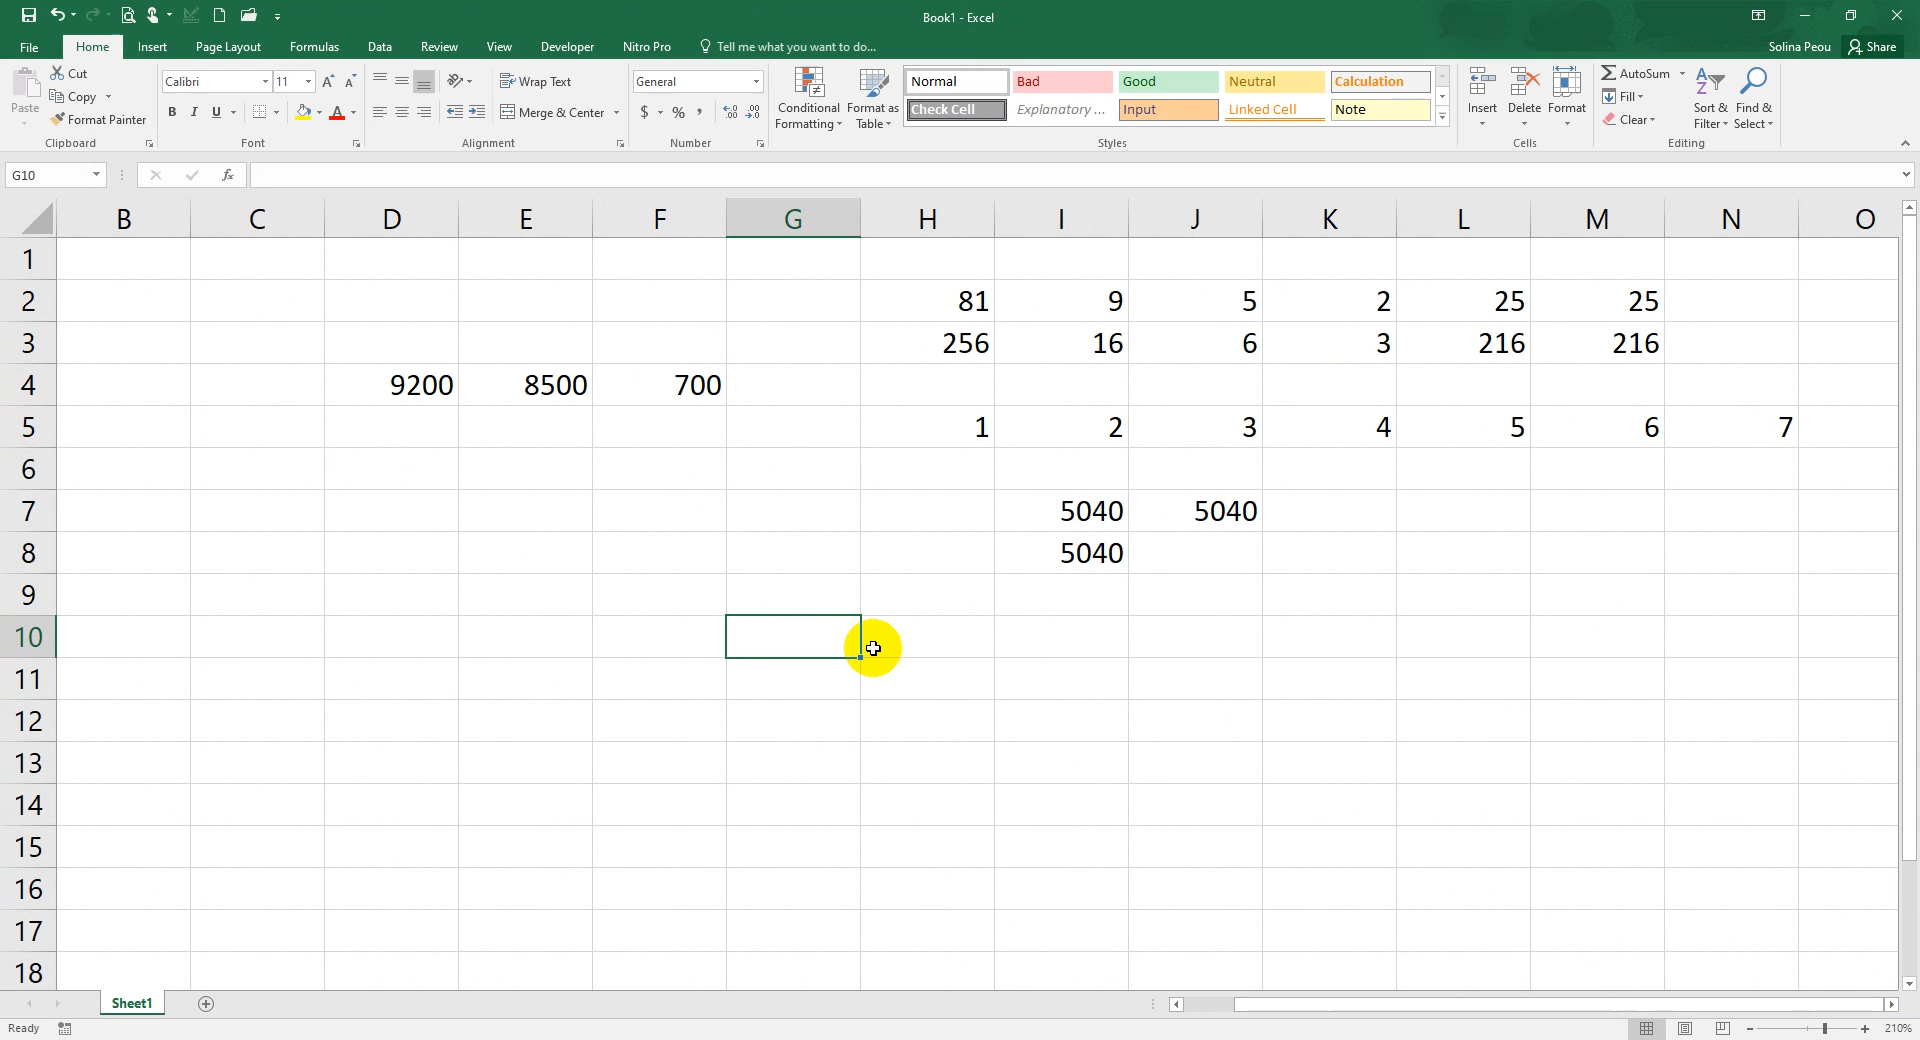 Book1 - Excel
File Home Insert Page Layout Formulas Data Review View Developer Nitro Pro Tell me what you want to do... Solina Peou Share
Paste
Cut
Copy
Format Painter
Clipboard
Calibri 11
B I U
Font
Wrap Text
Merge & Center
Alignment
General
$ % ,
Number
Conditional Formatting
Format as Table
Normal Bad Good Neutral Calculation
Check Cell Explanatory ... Input Linked Cell Note
Styles
Insert Delete Format
Cells
AutoSum
Fill
Clear
Sort & Filter
Find & Select
Editing
G10 fx
B C D E F G H I J K L M N O
1
2 81 9 5 2 25 25
3 256 16 6 3 216 216
4 9200 8500 700
5 1 2 3 4 5 6 7
6
7 5040 5040
8 5040
9
10
11
12
13
14
15
16
17
18
Sheet1
Ready 210%